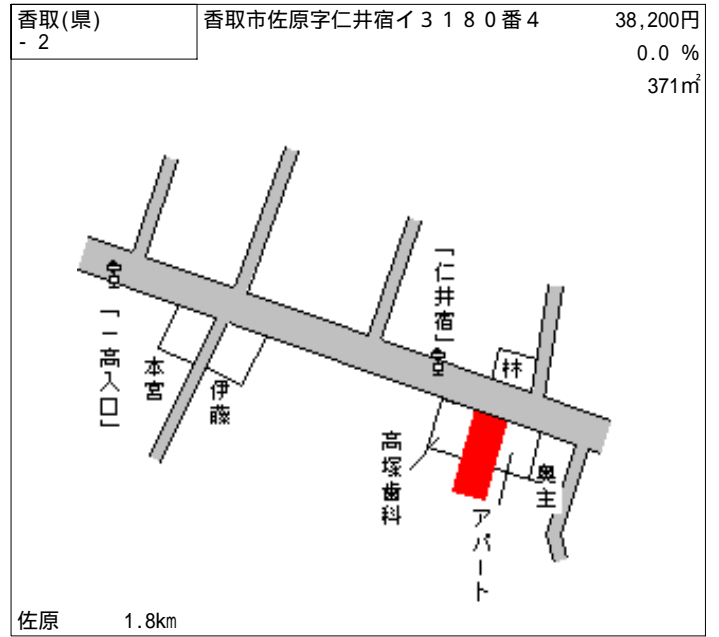 香取(県)
- 2
香取市佐原字仁井宿イ3180番4
38,200円
0.0 %
371㎡
「一高入口」
本宮
伊藤
「仁井宿」
林
高塚歯科
アパート
奥主
佐原 1.8km